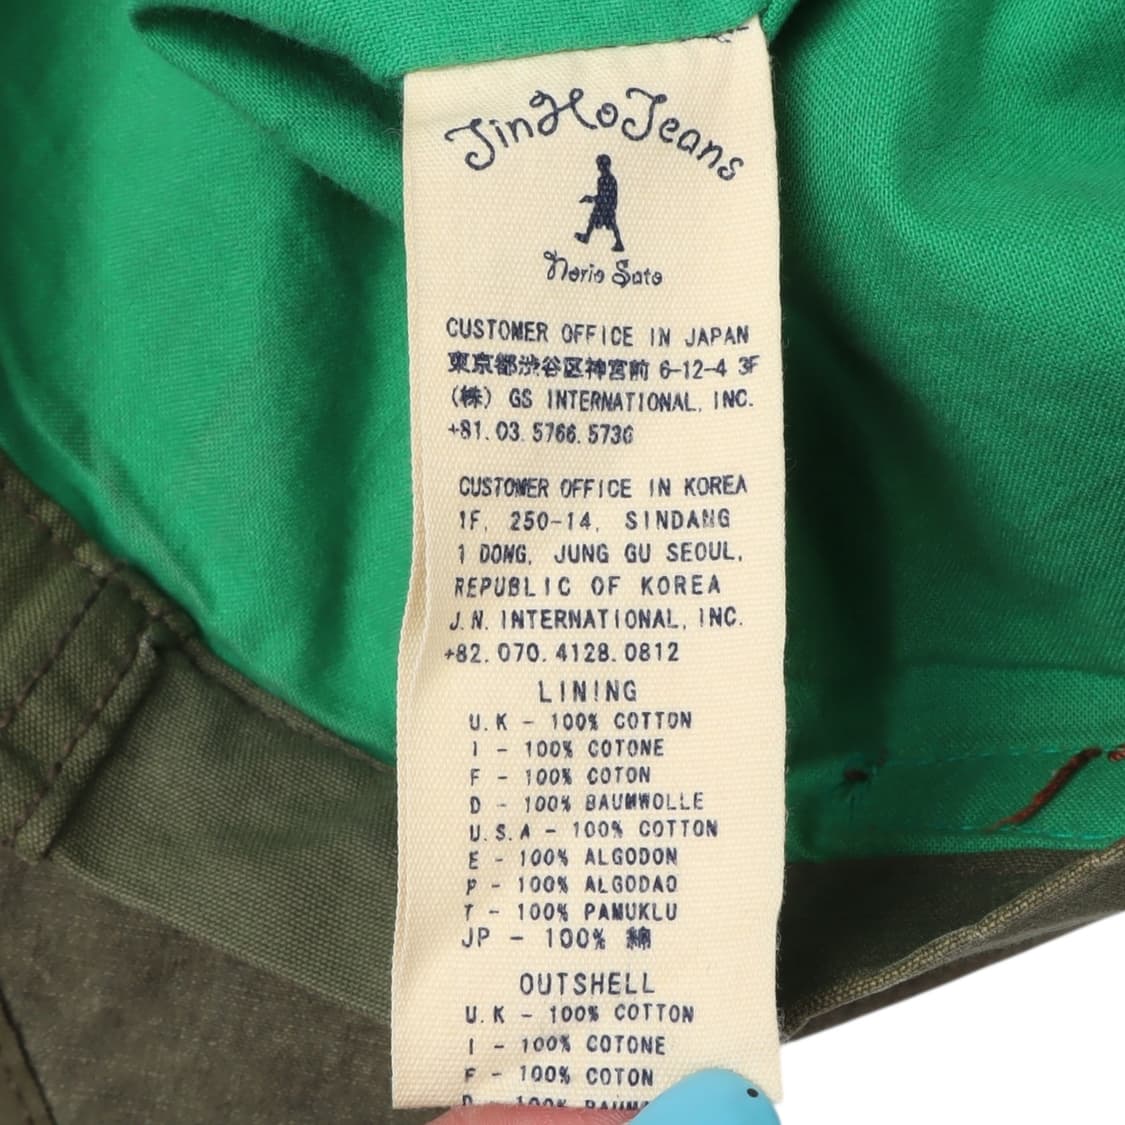 JinHoJeans
Norio Sato
CUSTOMER OFFICE IN JAPAN
東京都渋谷区神宮前 6-12-4 3F
(株) GS INTERNATIONAL, INC.
+81. 03. 5766. 5736
CUSTOMER OFFICE IN KOREA
1F, 250-14, SINDANG
1 DONG, JUNG GU SEOUL,
REPUBLIC OF KOREA
J. N. INTERNATIONAL, INC.
+82. 070. 4128. 0812
LINING
U. K - 100% COTTON
I - 100% COTONE
F - 100% COTON
D - 100% BAUMWOLLE
U. S. A - 100% COTTON
E - 100% ALGODON
P - 100% ALGODAO
T - 100% PAMUKLU
JP - 100% 綿
OUTSHELL
U. K - 100% COTTON
I - 100% COTONE
F - 100% COTON
D - 100%